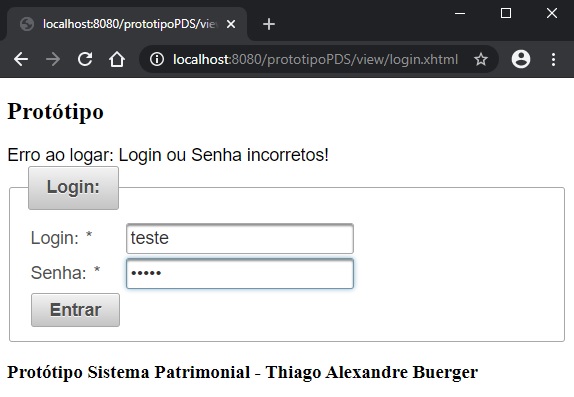 localhost:8080/prototipoPDS/vie
localhost:8080/prototipoPDS/view/login.xhtml
Protótipo
Erro ao logar: Login ou Senha incorretos!
Login:
Login: * teste
Senha: * •••••
Entrar
Protótipo Sistema Patrimonial - Thiago Alexandre Buerger